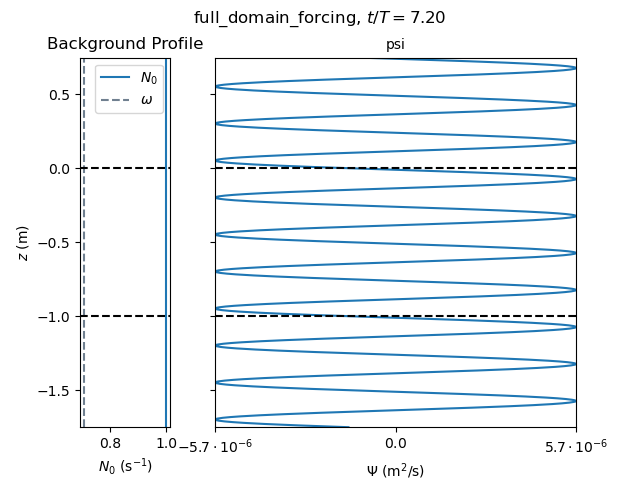 full_domain_forcing, t/T = 7.20
Background Profile
psi
N₀
ω
0.5
0.0
−0.5
−1.0
−1.5
z (m)
0.8
1.0
−5.7 · 10⁻⁶
0.0
5.7 · 10⁻⁶
N₀ (s⁻¹)
Ψ (m²/s)